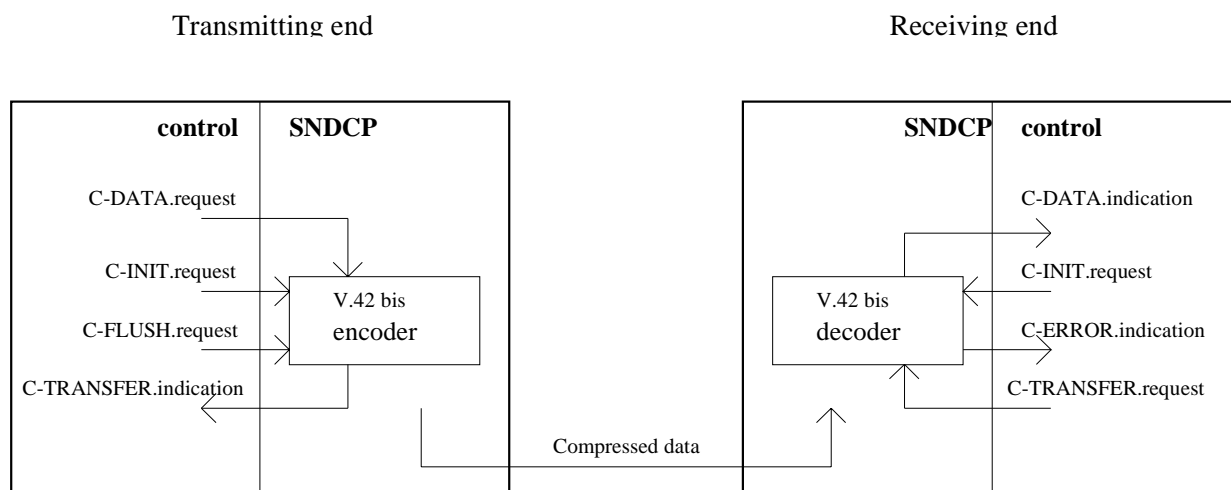 Transmitting end
Receiving end
control
SNDCP
SNDCP
control
C-DATA.request
C-INIT.request
C-FLUSH.request
C-TRANSFER.indication
V.42 bis
encoder
V.42 bis
decoder
C-DATA.indication
C-INIT.request
C-ERROR.indication
C-TRANSFER.request
Compressed data